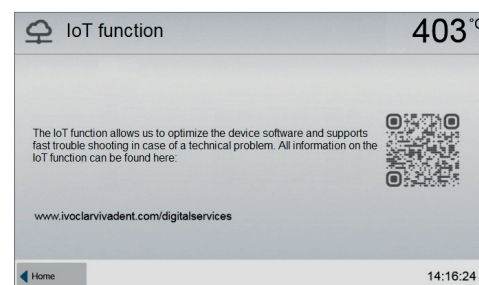 IoT function
403 °C
The IoT function allows us to optimize the device software and supports
fast trouble shooting in case of a technical problem. All information on the
IoT function can be found here:
www.ivoclarvivadent.com/digitalservices
Home
14:16:24